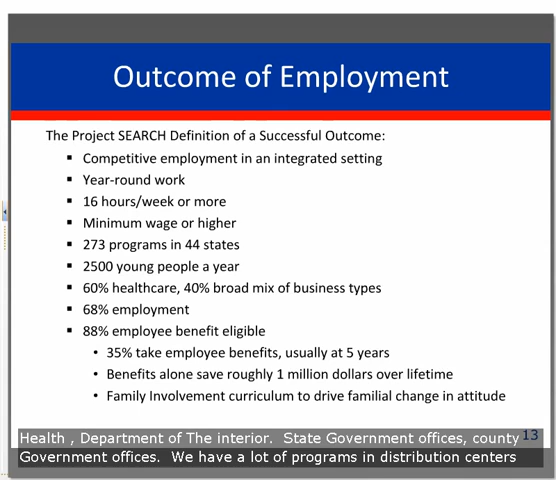 Outcome of Employment
The Project SEARCH Definition of a Successful Outcome:
▪ Competitive employment in an integrated setting
▪ Year-round work
▪ 16 hours/week or more
▪ Minimum wage or higher
▪ 273 programs in 44 states
▪ 2500 young people a year
▪ 60% healthcare, 40% broad mix of business types
▪ 68% employment
▪ 88% employee benefit eligible
• 35% take employee benefits, usually at 5 years
• Benefits alone save roughly 1 million dollars over lifetime
• Family Involvement curriculum to drive familial change in attitude
13
Health , Department of The interior. State Government offices, county
Government offices. We have a lot of programs in distribution centers